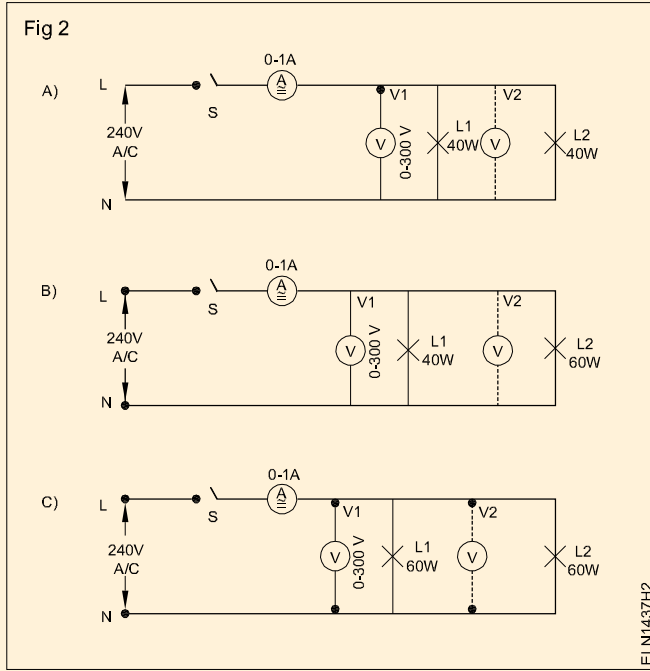 Fig 2
A)
L
S
0-1A
A
240V
A/C
N
V1
V
0-300 V
L1
40W
V2
V
L2
40W
B)
L
S
0-1A
A
240V
A/C
N
V1
V
0-300 V
L1
40W
V2
V
L2
60W
C)
L
S
0-1A
A
240V
A/C
N
V1
V
0-300 V
L1
60W
V2
V
L2
60W
ELN1437H2